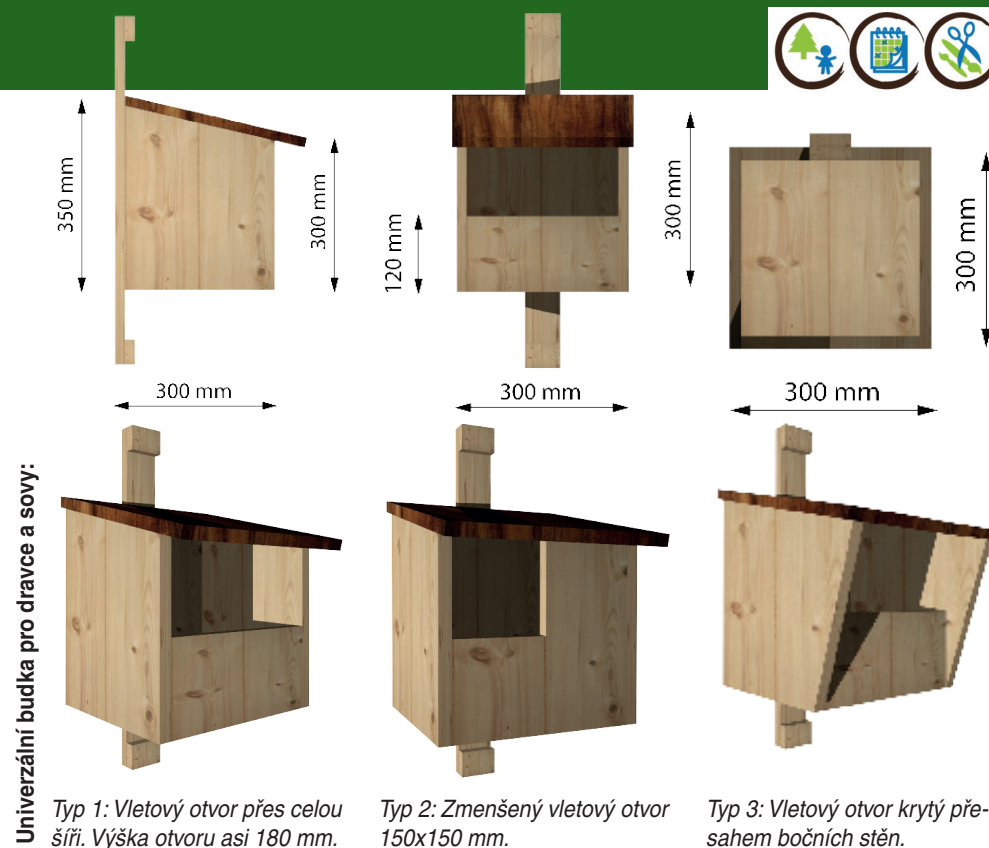 350 mm
300 mm
120 mm
300 mm
300 mm
300 mm
300 mm
300 mm
Univerzální budka pro dravce a sovy:
Typ 1: Vletový otvor přes celou
šíři. Výška otvoru asi 180 mm.
Typ 2: Zmenšený vletový otvor
150x150 mm.
Typ 3: Vletový otvor krytý pře-
sahem bočních stěn.